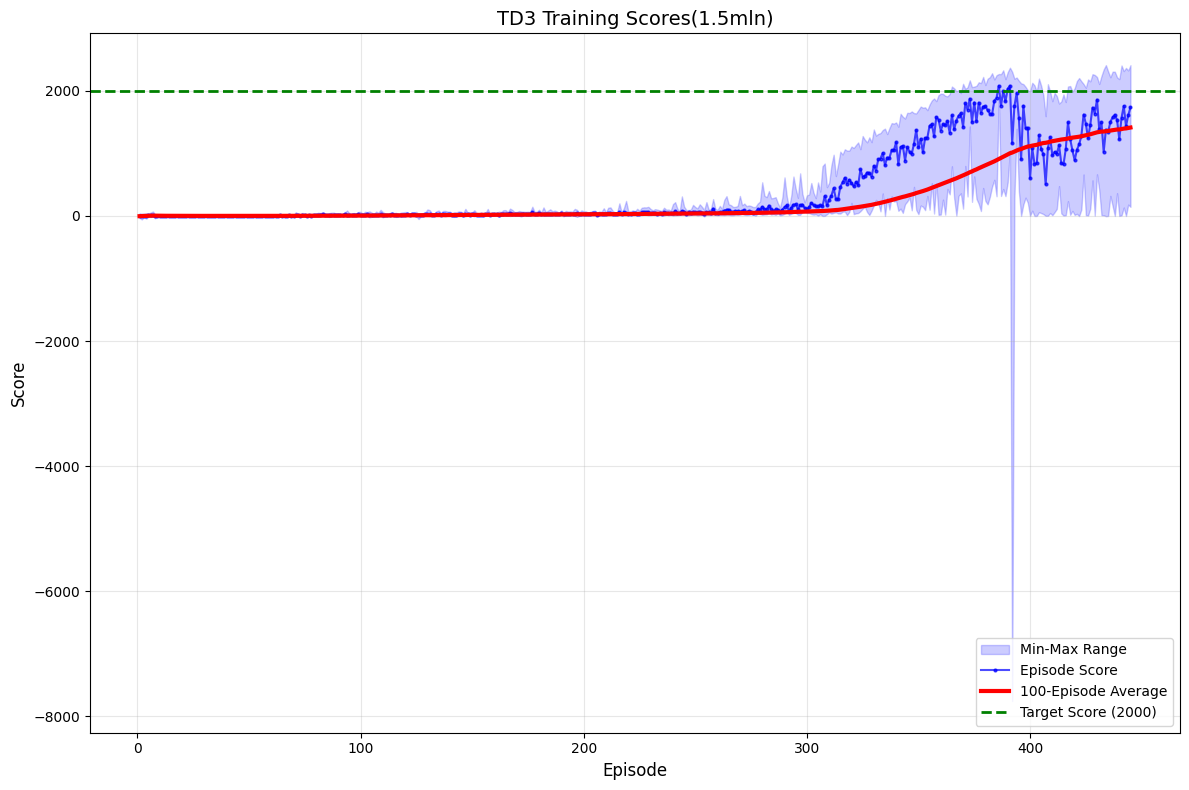 TD3 Training Scores(1.5mln)
Score
2000
0
−2000
−4000
−6000
−8000
0
100
200
300
400
Episode
Min-Max Range
Episode Score
100-Episode Average
Target Score (2000)